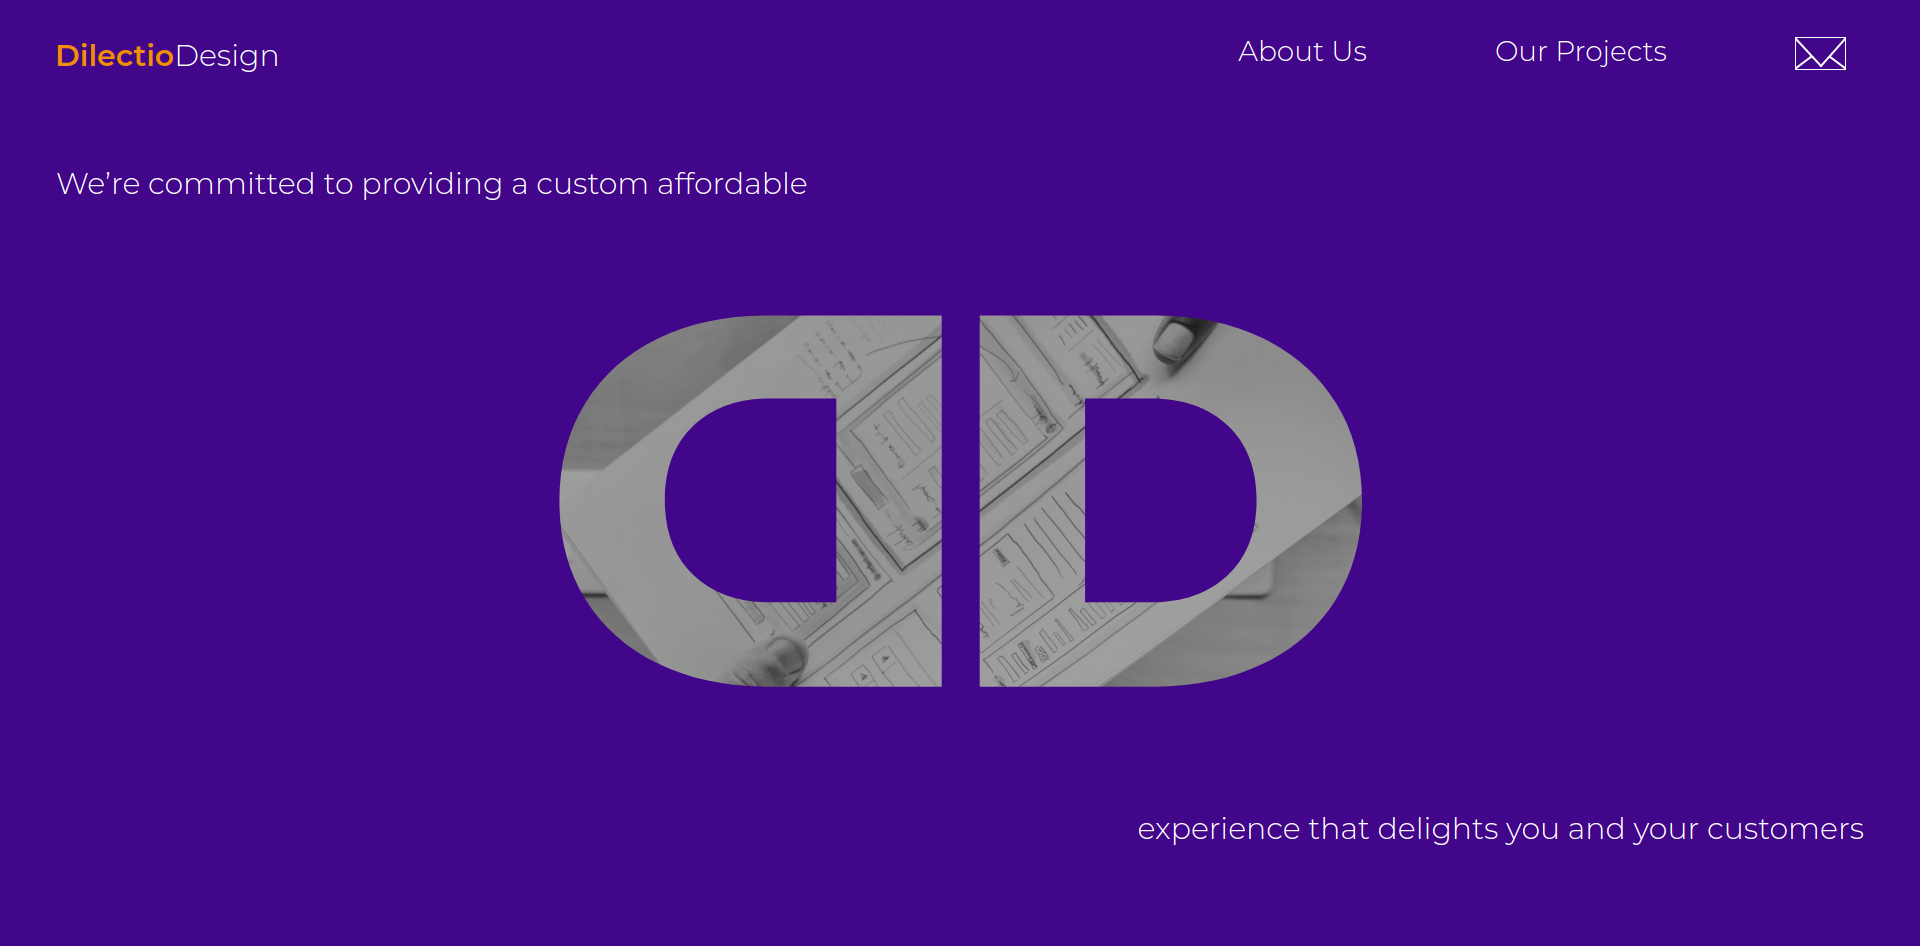 DilectioDesign
About Us
Our Projects
We’re committed to providing a custom affordable
experience that delights you and your customers